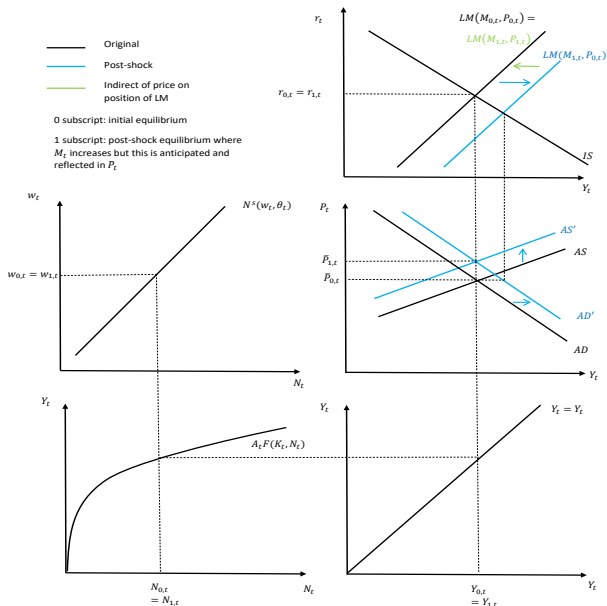 Original
Post-shock
Indirect of price on
position of LM
0 subscript: initial equilibrium
1 subscript: post-shock equilibrium where
M_t increases but this is anticipated and
reflected in P_t
r_t
LM(M_{0,t}, P_{0,t}) =
LM(M_{1,t}, P_{1,t})
LM(M_{1,t}, P_{0,t})
r_{0,t} = r_{1,t}
IS
Y_t
w_t
N^s(w_t, θ_t)
w_{0,t} = w_{1,t}
N_t
P_t
AS'
AS
P̄_{1,t}
P̄_{0,t}
AD'
AD
Y_t
Y_t
A_tF(K_t, N_t)
N_t
N_{0,t}
= N_{1,t}
Y_t
Y_t = Y_t
Y_t
Y_{0,t}
= Y_{1,t}